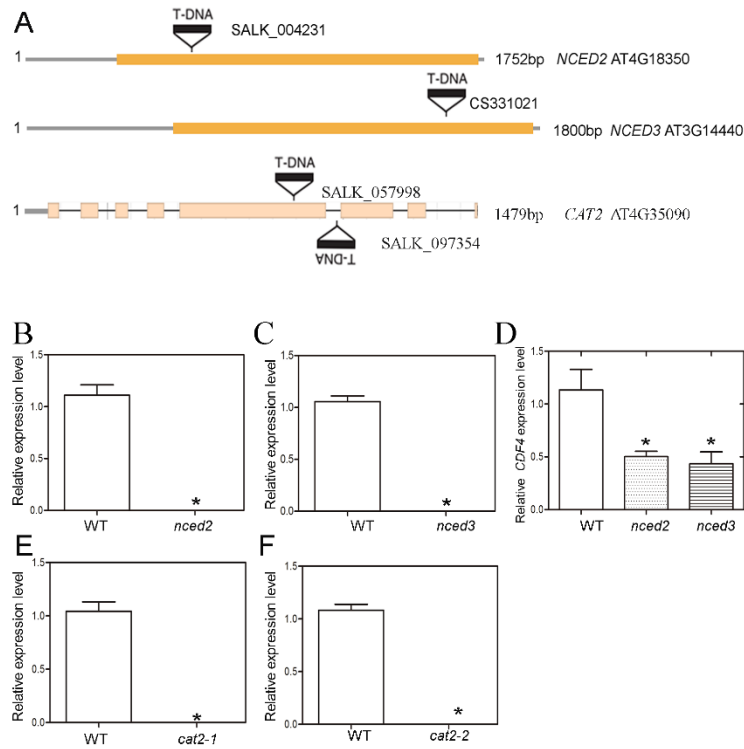 A
T-DNA SALK_004231
1 1752bp NCED2 AT4G18350
T-DNA
CS331021
1 1800bp NCED3 AT3G14440
T-DNA
SALK_057998
1 1479bp CAT2 AT4G35090
T-DNA SALK_097354
B
Relative expression level
1.5
1.0
0.5
0.0
*
WT nced2
C
Relative expression level
1.5
1.0
0.5
0.0
*
WT nced3
D
Relative CDF4 expression level
1.5
1.0
0.5
0.0
* *
WT nced2 nced3
E
Relative expression level
1.5
1.0
0.5
0.0
*
WT cat2-1
F
Relative expression level
1.5
1.0
0.5
0.0
*
WT cat2-2